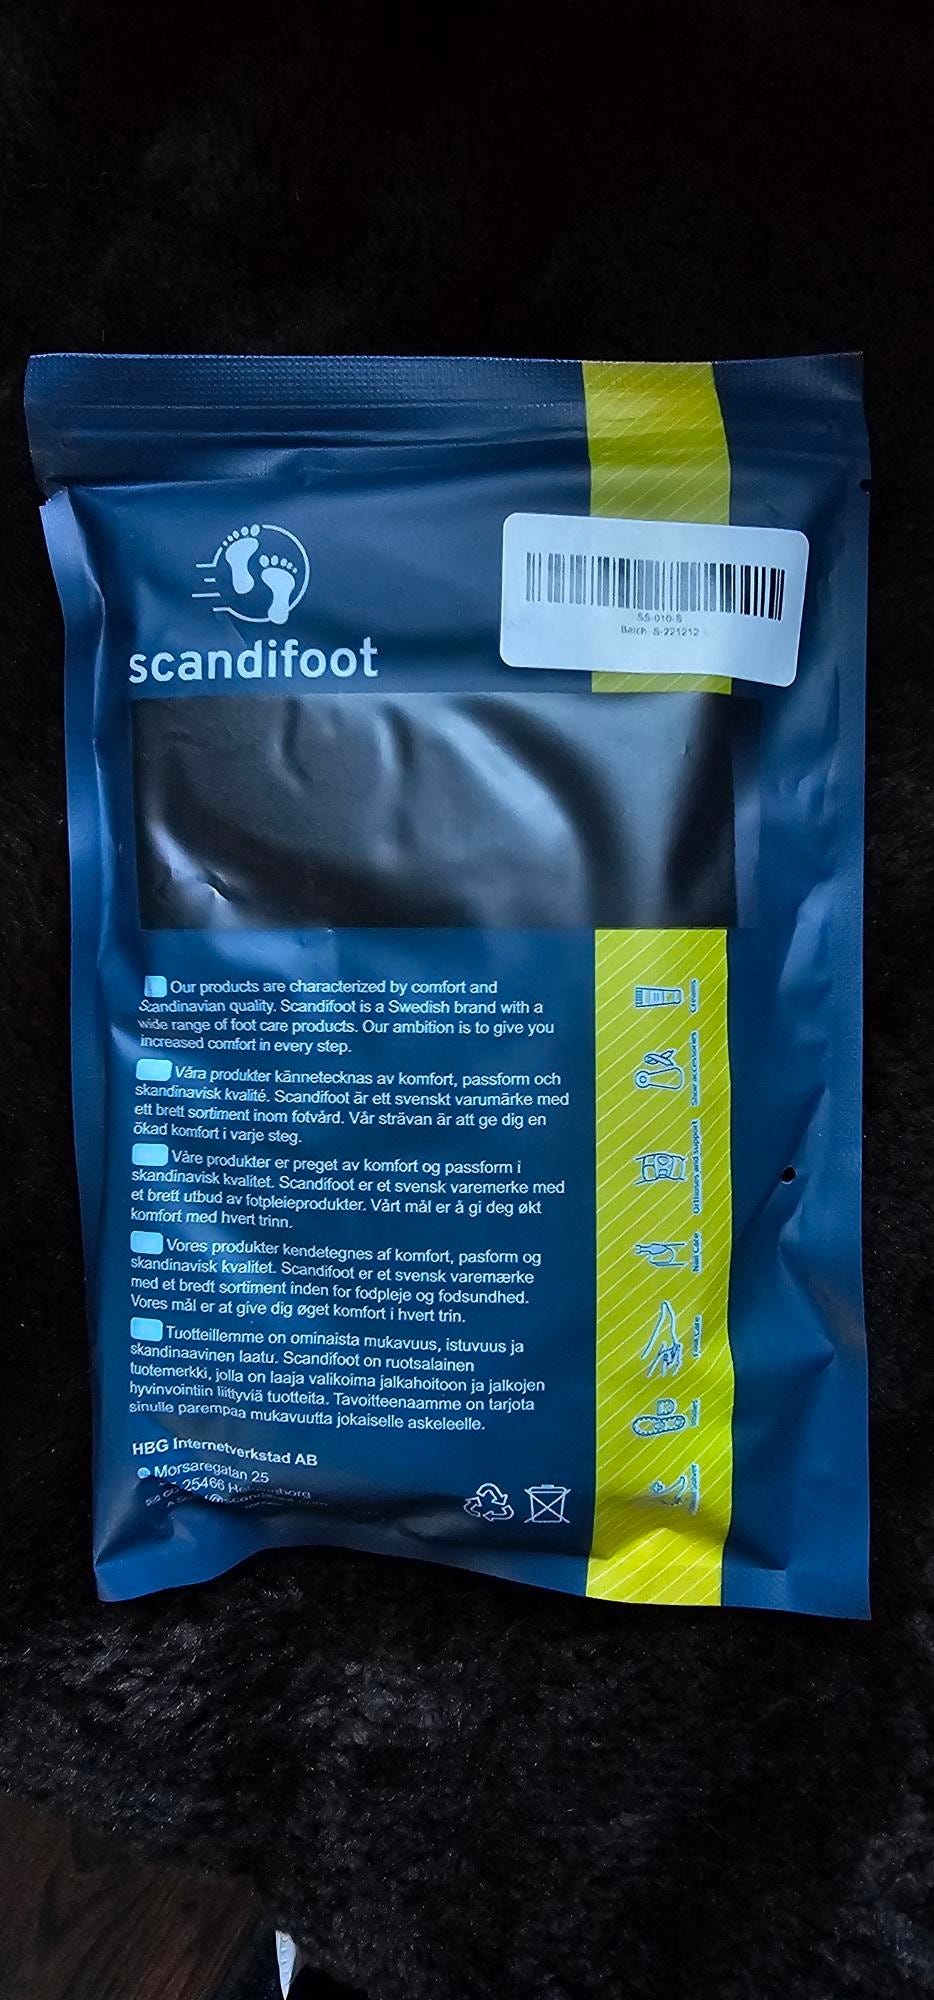 scandifoot
SS-010-S
Batch: S-221212
Our products are characterized by comfort and
Scandinavian quality. Scandifoot is a Swedish brand with a
wide range of foot care products. Our ambition is to give you
increased comfort in every step.
Våra produkter kännetecknas av komfort, passform och
skandinavisk kvalité. Scandifoot är ett svenskt varumärke med
ett brett sortiment inom fotvård. Vår strävan är att ge dig en
ökad komfort i varje steg.
Våre produkter er preget av komfort og passform i
skandinavisk kvalitet. Scandifoot er et svensk varemerke med
et brett utbud av fotpleieprodukter. Vårt mål er å gi deg økt
komfort med hvert trinn.
Vores produkter kendetegnes af komfort, pasform og
skandinavisk kvalitet. Scandifoot er et svensk varemærke
med et bredt sortiment inden for fodpleje og fodsundhed.
Vores mål er at give dig øget komfort i hvert trin.
Tuotteillemme on ominaista mukavuus, istuvuus ja
skandinaavinen laatu. Scandifoot on ruotsalainen
tuotemerkki, jolla on laaja valikoima jalkahoitoon ja jalkojen
hyvinvointiin liittyviä tuotteita. Tavoitteenaamme on tarjota
sinulle parempaa mukavuutta jokaiselle askeleelle.
HBG Internetverkstad AB
Morsaregatan 25
25466
Creams
Shoe accessories
Orthoses and support
Nail Care
Foot Care